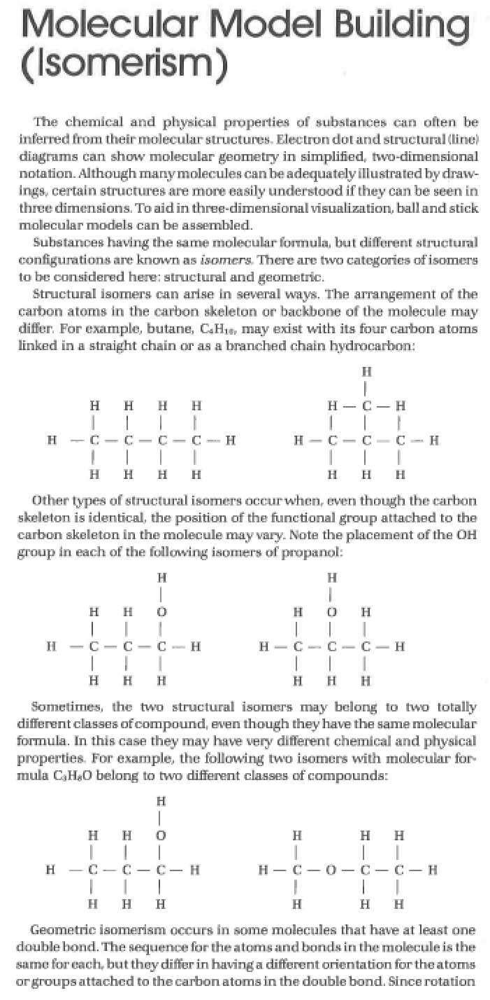 Molecular Model Building
(Isomerism)
The chemical and physical properties of substances can often be
inferred from their molecular structures. Electron dot and structural (line)
diagrams can show molecular geometry in simplified, two-dimensional
notation. Although many molecules can be adequately illustrated by draw-
ings, certain structures are more easily understood if they can be seen in
three dimensions. To aid in three-dimensional visualization, ball and stick
molecular models can be assembled.
Substances having the same molecular formula, but different structural
configurations are known as isomers. There are two categories of isomers
to be considered here: structural and geometric.
Structural isomers can arise in several ways. The arrangement of the
carbon atoms in the carbon skeleton or backbone of the molecule may
differ. For example, butane, C₄H₁₀, may exist with its four carbon atoms
linked in a straight chain or as a branched chain hydrocarbon:
H
H H H H H — C — H
| | | | | | |
H — C — C — C — C — H H — C — C — C — H
| | | | | | |
H H H H H H H
Other types of structural isomers occur when, even though the carbon
skeleton is identical, the position of the functional group attached to the
carbon skeleton in the molecule may vary. Note the placement of the OH
group in each of the following isomers of propanol:
H H
| |
H H O H O H
| | | | | |
H — C — C — C — H H — C — C — C — H
| | | | | |
H H H H H H
Sometimes, the two structural isomers may belong to two totally
different classes of compound, even though they have the same molecular
formula. In this case they may have very different chemical and physical
properties. For example, the following two isomers with molecular for-
mula C₃H₈O belong to two different classes of compounds:
H
|
H H O H H H
| | | | | |
H — C — C — C — H H — C — O — C — C — H
| | | | | |
H H H H H H
Geometric isomerism occurs in some molecules that have at least one
double bond. The sequence for the atoms and bonds in the molecule is the
same for each, but they differ in having a different orientation for the atoms
or groups attached to the carbon atoms in the double bond. Since rotation